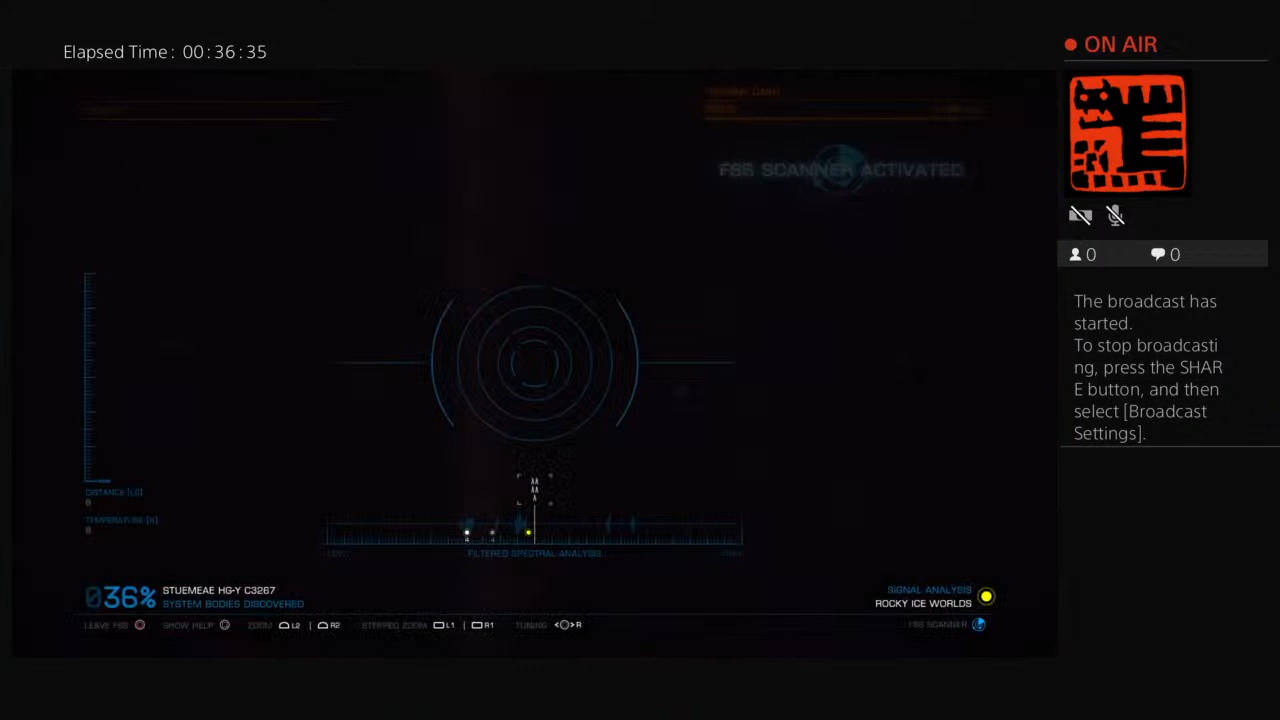 Elapsed Time: 00:36:35
ON AIR
FSS SCANNER ACTIVATED
0
0
The broadcast has
started.
To stop broadcasti
ng, press the SHAR
E button, and then
select [Broadcast
Settings].
DISTANCE [LS]
0
TEMPERATURE [K]
0
FILTERED SPECTRAL ANALYSIS
036% STUEMEAE HG-Y C3267
SYSTEM BODIES DISCOVERED
SIGNAL ANALYSIS
ROCKY ICE WORLDS
LEAVE FSS SHOW HELP ZOOM L2 | R2 STEPPED ZOOM L1 | R1 TUNING <R>R FSS SCANNER